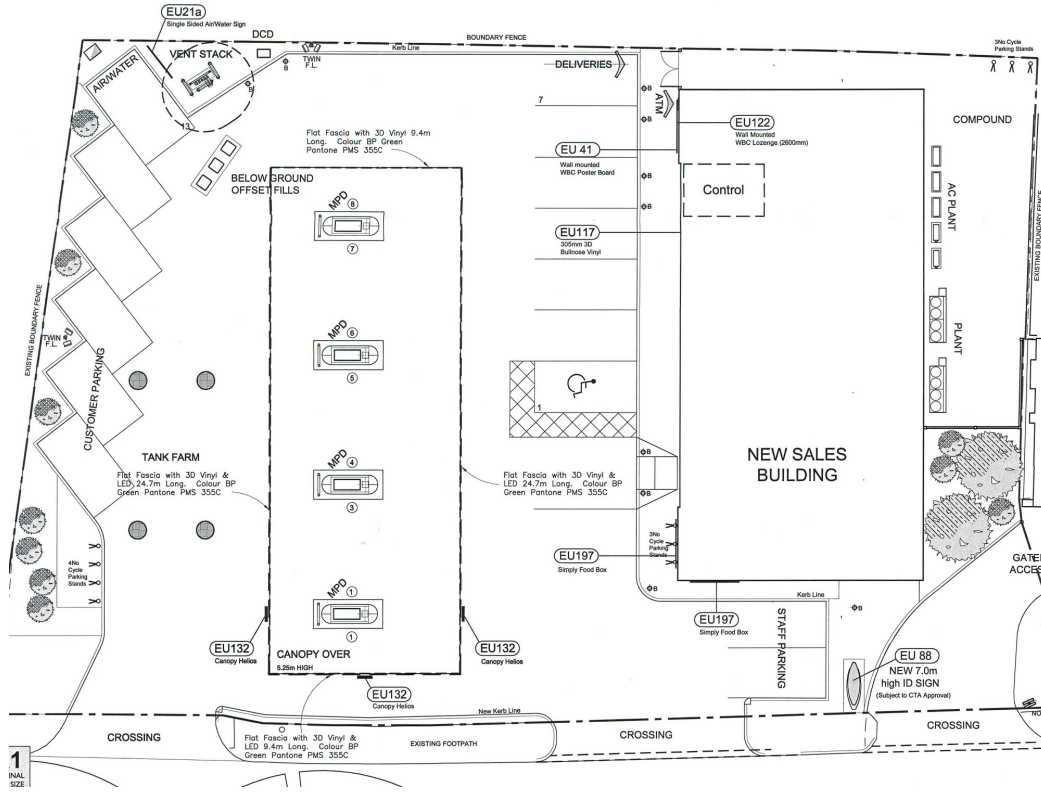 EU21a
Single Sided Air/Water Sign
DCD
BOUNDARY FENCE
3No Cycle
Parking Stands
VENT STACK
TWIN
F.L.
Kerb Line
B
B
DELIVERIES
B
AIR/WATER
13
7
ATM
B
EU122
Wall Mounted
WBC Lozenge (2600mm)
COMPOUND
Flat Fascia with 3D Vinyl 9.4m
Long. Colour BP Green
Pantone PMS 355C
EU 41
Wall mounted
WBC Poster Board
BELOW GROUND
OFFSET FILLS
B
B
Control
AC PLANT
EXISTING BOUNDARY FENCE
MPD
8
7
EU117
305mm 3D
Bullnose Vinyl
EXISTING BOUNDARY FENCE
TWIN
F.L.
MPD
6
5
PLANT
CUSTOMER PARKING
1
TANK FARM
Flat Fascia with 3D Vinyl &
LED 24.7m Long. Colour BP
Green Pantone PMS 355C
MPD
4
3
Flat Fascia with 3D Vinyl &
LED 24.7m Long. Colour BP
Green Pantone PMS 355C
B
B
NEW SALES
BUILDING
4No
Cycle
Parking
Stands
3No
Cycle
Parking
Stands
EU197
Simply Food Box
GATE
ACCES
MPD
1
1
B
Kerb Line
EU197
Simply Food Box
B
STAFF PARKING
EU132
Canopy Helios
EU132
Canopy Helios
CANOPY OVER
5.25m HIGH
EU132
Canopy Helios
EU 88
NEW 7.0m
high ID SIGN
(Subject to CTA Approval)
New Kerb Line
NO
CROSSING
Flat Fascia with 3D Vinyl &
LED 9.4m Long. Colour BP
Green Pantone PMS 355C
EXISTING FOOTPATH
CROSSING
CROSSING
1
INAL
SIZE